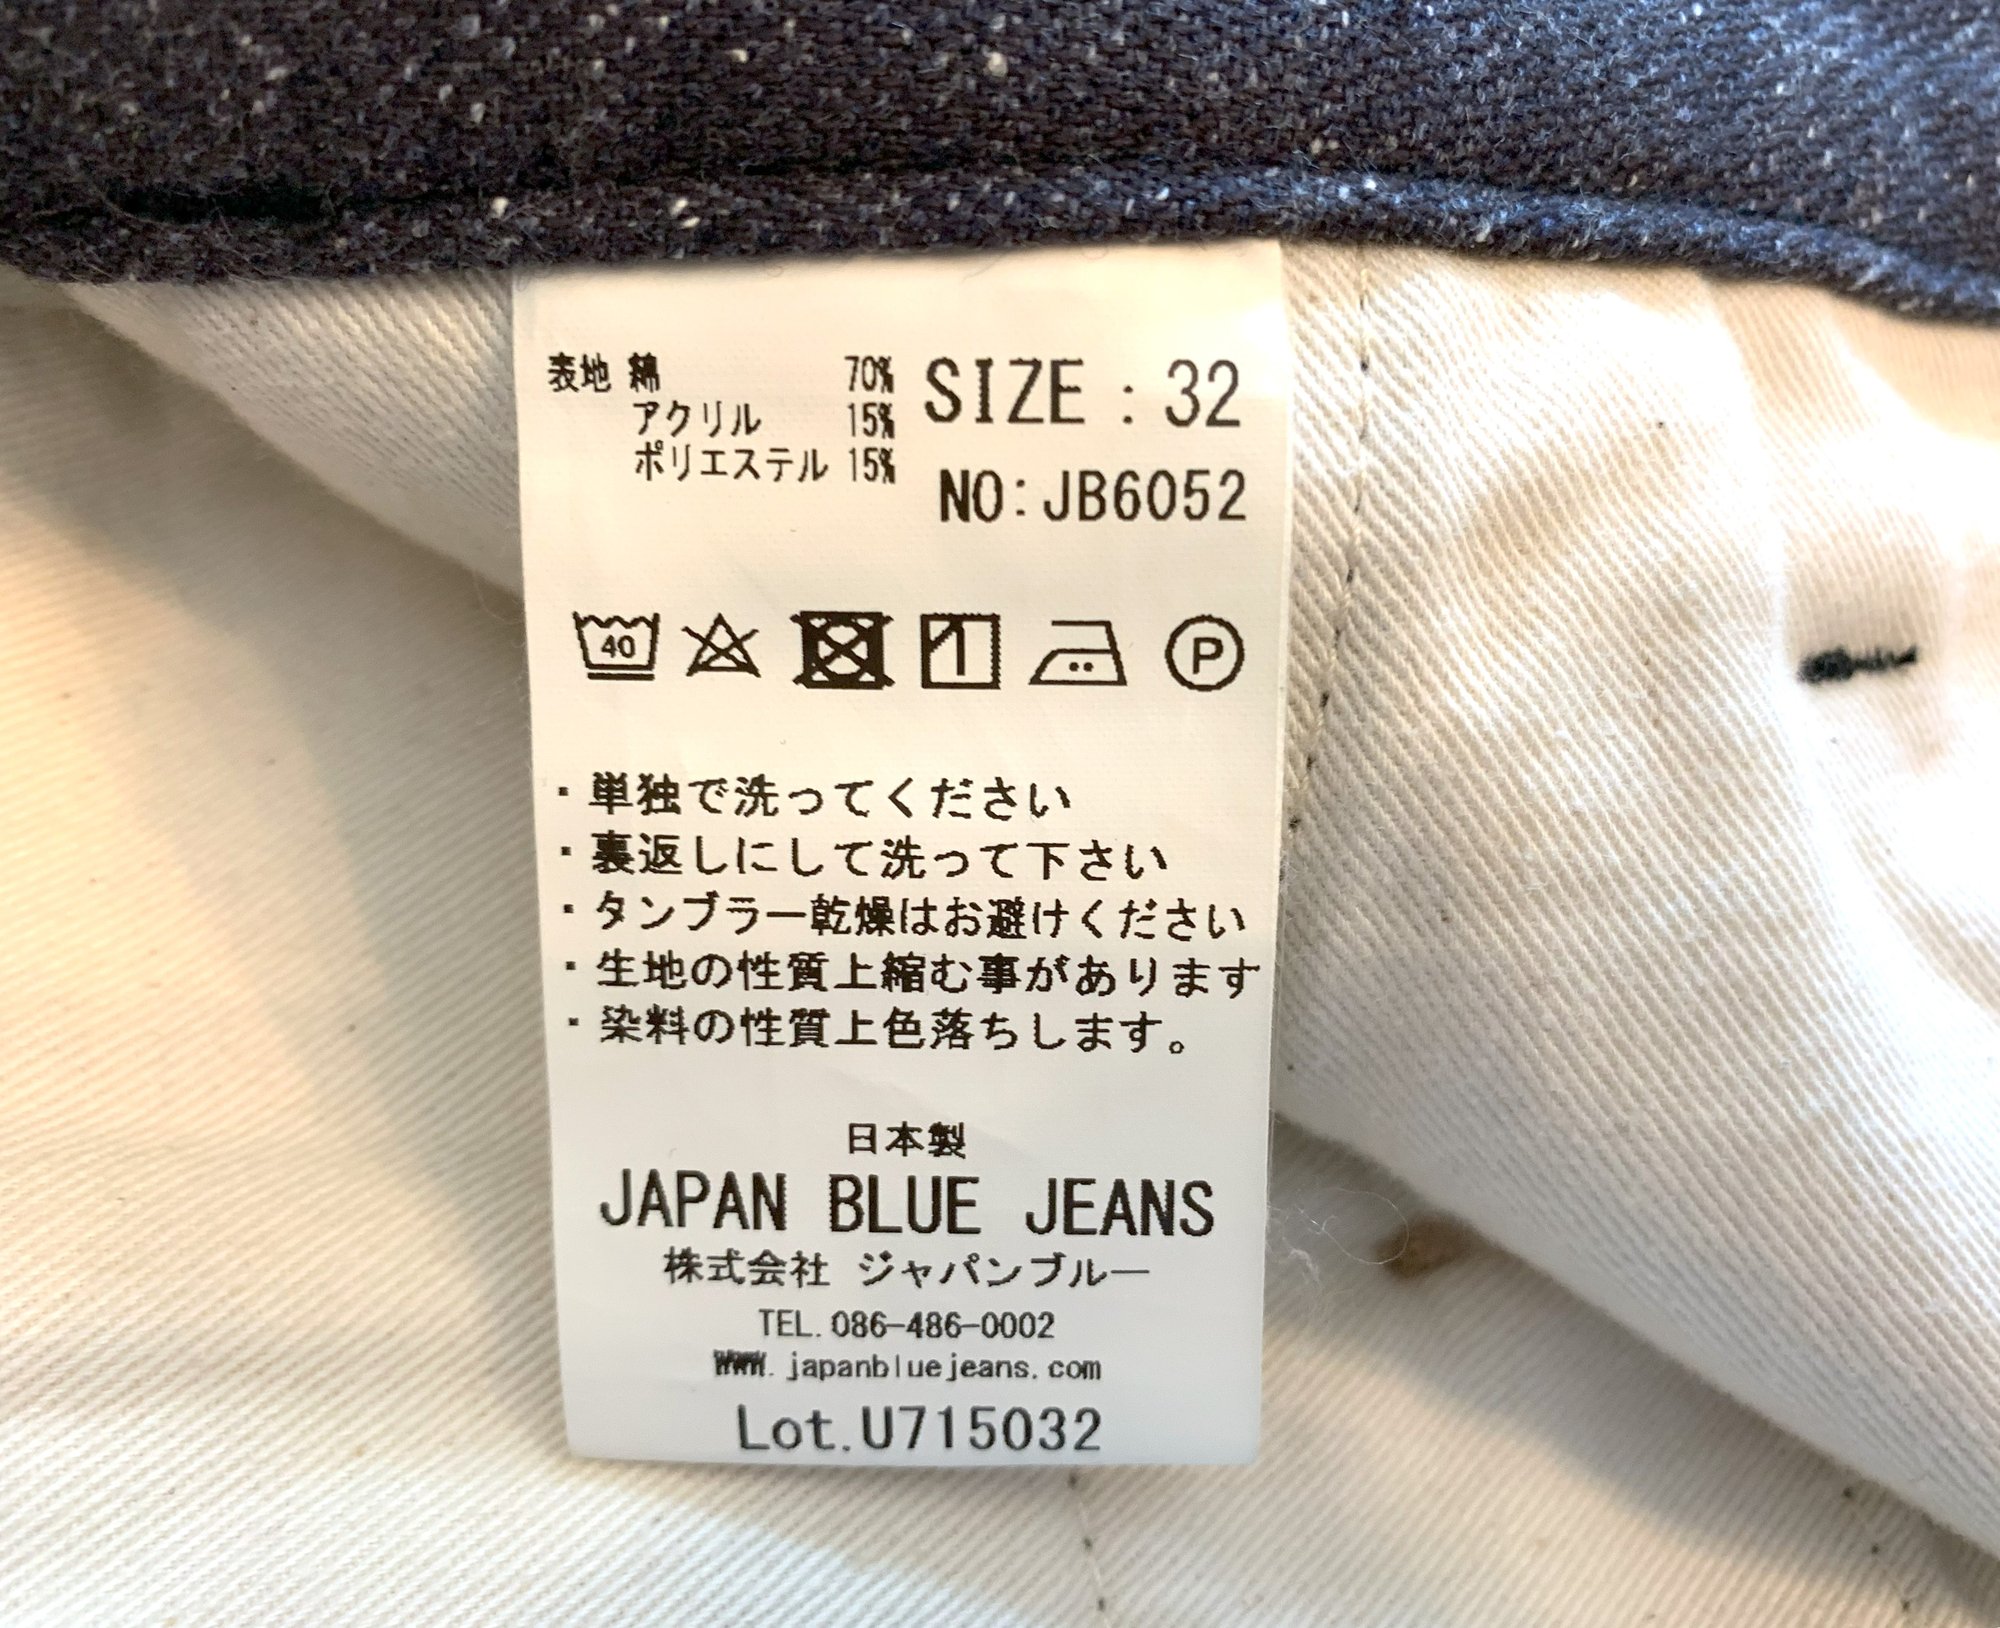 表地 綿 70%
アクリル 15%
ポリエステル 15%
SIZE : 32
NO:JB6052
40
P
・単独で洗ってください
・裏返しにして洗って下さい
・タンブラー乾燥はお避けください
・生地の性質上縮む事があります
・染料の性質上色落ちします。
日本製
JAPAN BLUE JEANS
株式会社 ジャパンブルー
TEL.086-486-0002
www.japanbluejeans.com
Lot.U715032